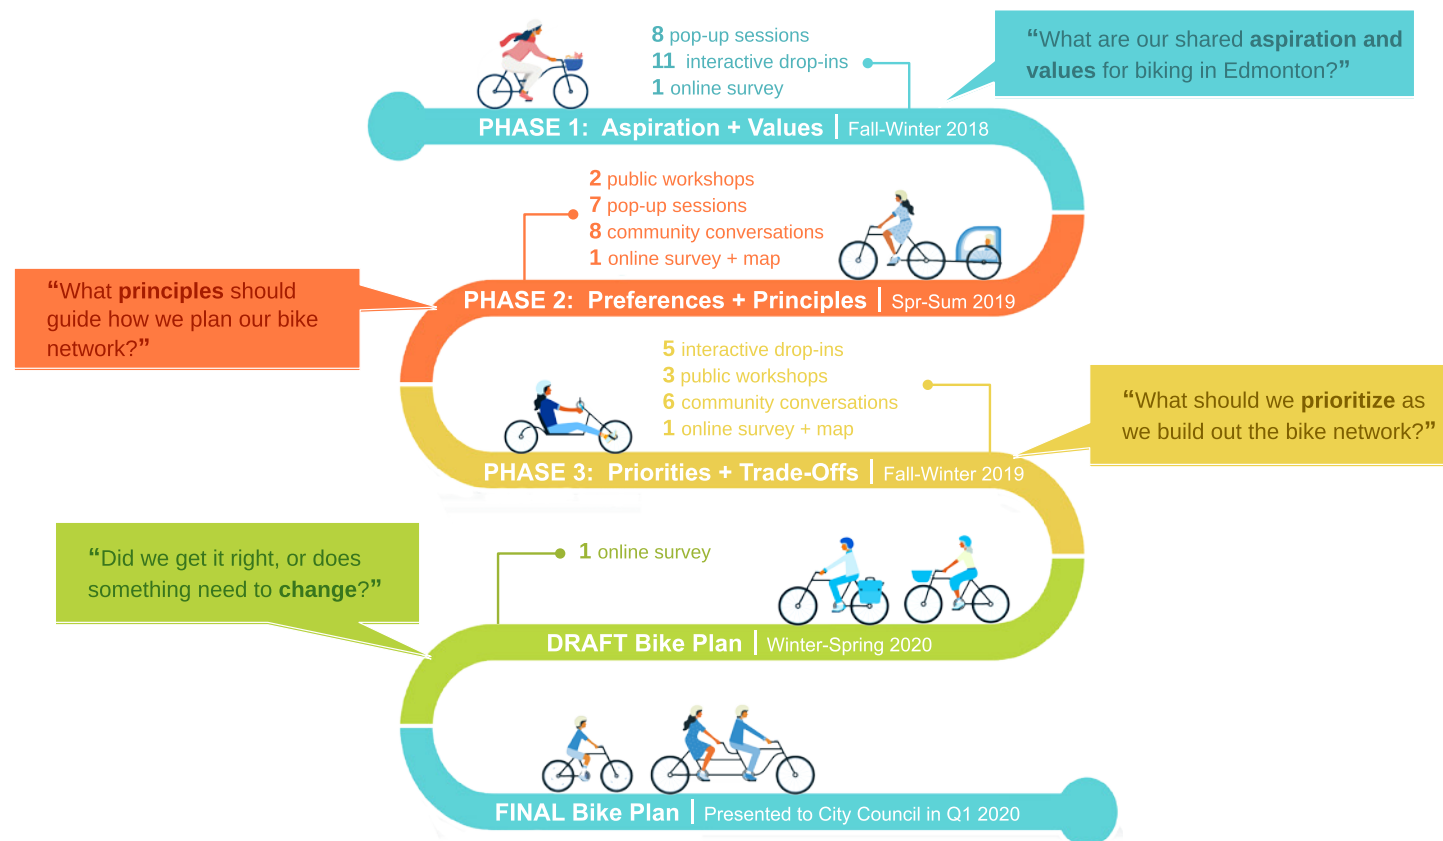 8 pop-up sessions
11 interactive drop-ins
1 online survey
“What are our shared aspiration and
values for biking in Edmonton?”
PHASE 1: Aspiration + Values | Fall-Winter 2018
2 public workshops
7 pop-up sessions
8 community conversations
1 online survey + map
“What principles should
guide how we plan our bike
network?”
PHASE 2: Preferences + Principles | Spr-Sum 2019
5 interactive drop-ins
3 public workshops
6 community conversations
1 online survey + map
“What should we prioritize as
we build out the bike network?”
PHASE 3: Priorities + Trade-Offs | Fall-Winter 2019
“Did we get it right, or does
something need to change?”
1 online survey
DRAFT Bike Plan | Winter-Spring 2020
FINAL Bike Plan | Presented to City Council in Q1 2020